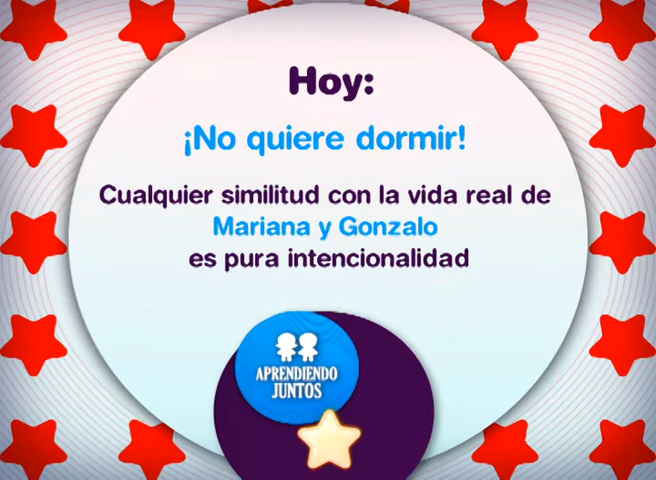 Hoy:
¡No quiere dormir!
Cualquier similitud con la vida real de
Mariana y Gonzalo
es pura intencionalidad
APRENDIENDO
JUNTOS